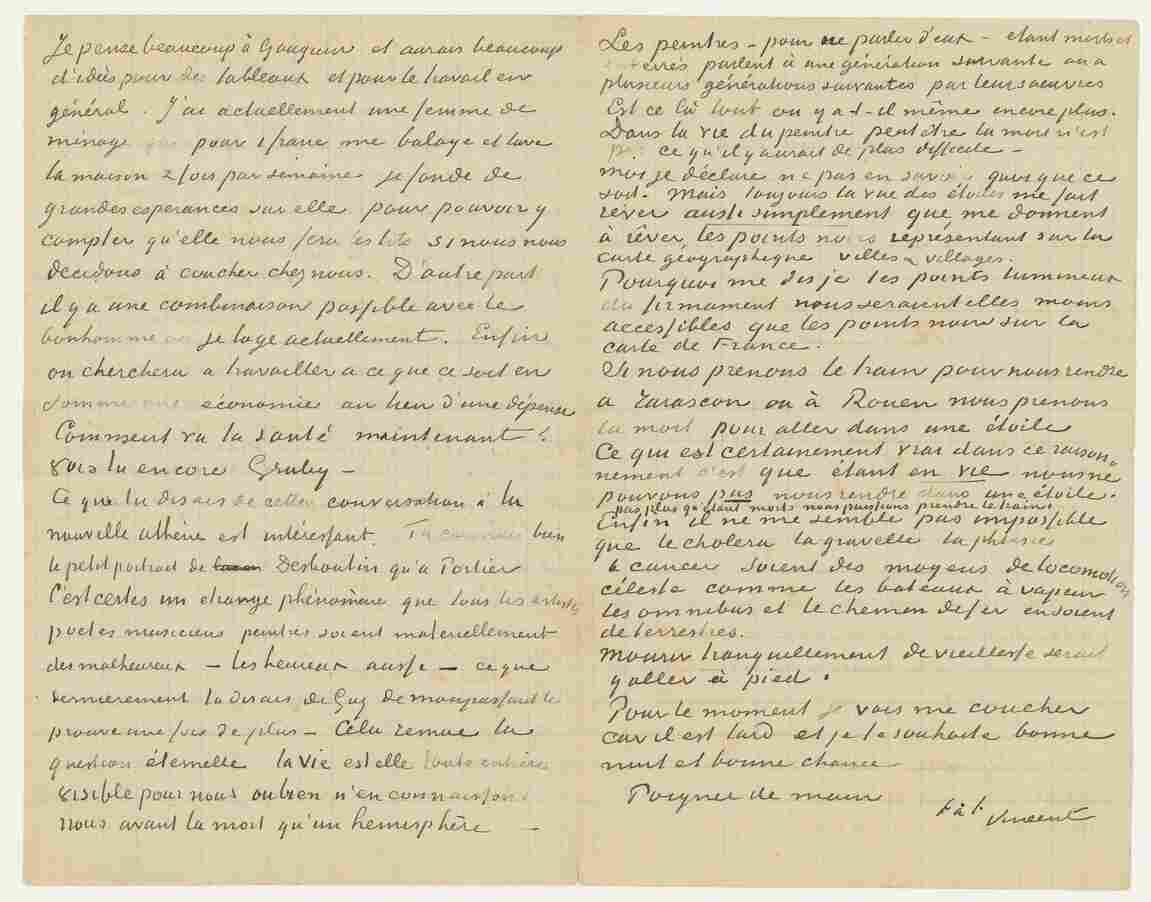 Je pense beaucoup à Gauguin et aurais beaucoup
d'idées pour des tableaux et pour le travail en
général. J'ai actuellement une femme de
ménage qui pour 1 franc me balaye et lave
la maison 2 fois par semaine je fonde de
grandes esperances sur elle pour pouvoir y
compter qu'elle nous fera les lits si nous nous
decidons à coucher chez nous. D'autre part
il y a une combinaison possible avec le
bonhomme où je loge actuellement. Enfin
on cherchera a travailler a ce que ce soit en
somme une économie au lieu d'une dépense
Comment va ta santé maintenant
vois tu encore Gruby –
Ce que tu disais de cette conversation à la
nouvelle athène est intéressant. Tu connais bien
le petit portrait de Desboutin qu'a Portier
C'est certes un etrange phénomène que tous les artistes
poetes musiciens peintres soient materiellement
des malheureux – les heureux aussi – ce que
dernièrement tu disais de Guy de maupassant le
prouve une fois de plus – Cela remue la
question éternelle la vie est elle toute entière
visible pour nous ou bien n'en connaissons
nous avant la mort qu'un hemisphère –
Les peintres – pour ne parler d'eux – etant morts et
enterrés parlent à une génération suivante ou a
plusieurs générations suivantes par leurs oeuvres
Est ce là tout ou y a-t-il même encore plus.
Dans la vie du peintre peut etre la mort n'est
pas ce qu'il y aurait de plus difficile –
moi je déclare ne pas en savoir quoi que ce
soit. Mais toujours la vue des étoiles me fait
rêver aussi simplement que me donnent
à rêver, les points noirs représentant sur la
carte géographique villes & villages.
Pourquoi me dis je les points lumineux
du firmament nous seraient elles moins
accessibles que les points noirs sur la
carte de France.
Si nous prenons le train pour nous rendre
a Tarascon ou à Rouen nous prenons
la mort pour aller dans une étoile
Ce qui est certainement vrai dans ce raison-
nement c'est que étant en vie nous ne
pouvons pas nous rendre dans une étoile.
pas plus qu'étant morts nous puissions prendre le train.
Enfin il ne me semble pas impossible
que le cholera la gravelle la phtisie
le cancer soient des moyens de locomotion
céleste comme les bateaux à vapeur
les omnibus et le chemin de fer en soient
de terrestres.
Mourir tranquillement de vieillesse serait
y aller à pied.
Pour le moment je vais me coucher
car il est tard et je te souhaite bonne
nuit et bonne chance
Poignee de main
t. à t. Vincent